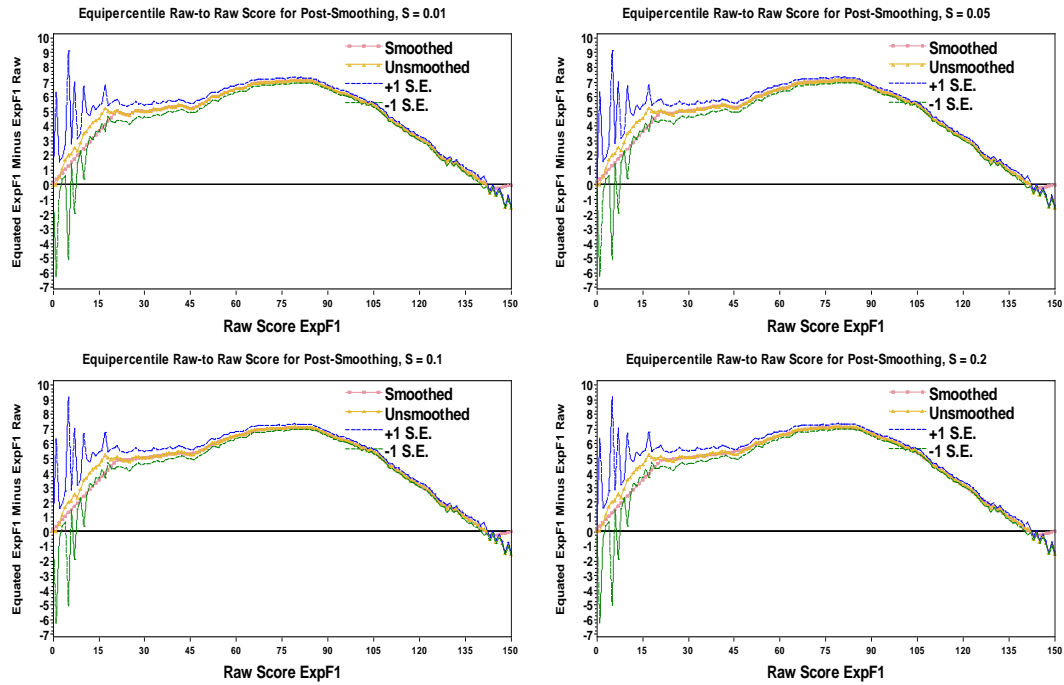 Equipercentile Raw-to Raw Score for Post-Smoothing, S = 0.01
Equated ExpF1 Minus ExpF1 Raw
10
9
8
7
6
5
4
3
2
1
0
-1
-2
-3
-4
-5
-6
-7
Smoothed
Unsmoothed
+1 S.E.
-1 S.E.
0 15 30 45 60 75 90 105 120 135 150
Raw Score ExpF1
Equipercentile Raw-to Raw Score for Post-Smoothing, S = 0.05
Equated ExpF1 Minus ExpF1 Raw
10
9
8
7
6
5
4
3
2
1
0
-1
-2
-3
-4
-5
-6
-7
Smoothed
Unsmoothed
+1 S.E.
-1 S.E.
0 15 30 45 60 75 90 105 120 135 150
Raw Score ExpF1
Equipercentile Raw-to Raw Score for Post-Smoothing, S = 0.1
Equated ExpF1 Minus ExpF1 Raw
10
9
8
7
6
5
4
3
2
1
0
-1
-2
-3
-4
-5
-6
-7
Smoothed
Unsmoothed
+1 S.E.
-1 S.E.
0 15 30 45 60 75 90 105 120 135 150
Raw Score ExpF1
Equipercentile Raw-to Raw Score for Post-Smoothing, S = 0.2
Equated ExpF1 Minus ExpF1 Raw
10
9
8
7
6
5
4
3
2
1
0
-1
-2
-3
-4
-5
-6
-7
Smoothed
Unsmoothed
+1 S.E.
-1 S.E.
0 15 30 45 60 75 90 105 120 135 150
Raw Score ExpF1